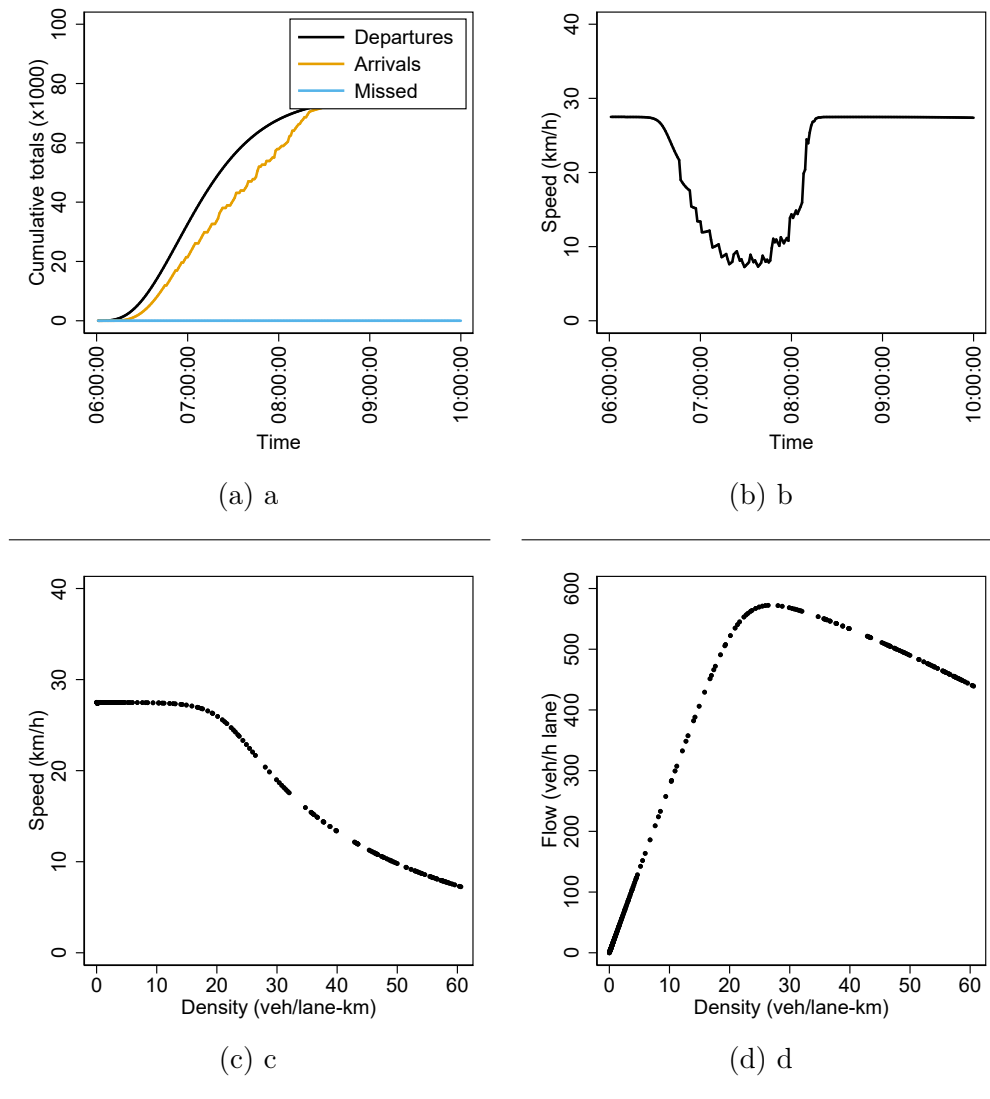 Cumulative totals (x1000)
0
20
40
60
80
100
Departures
Arrivals
Missed
06:00:00
07:00:00
08:00:00
09:00:00
10:00:00
Time
(a) a
Speed (km/h)
0
10
20
30
40
06:00:00
07:00:00
08:00:00
09:00:00
10:00:00
Time
(b) b
Speed (km/h)
0
10
20
30
40
0 10 20 30 40 50 60
Density (veh/lane-km)
(c) c
Flow (veh/h lane)
0
100
200
300
400
500
600
0 10 20 30 40 50 60
Density (veh/lane-km)
(d) d